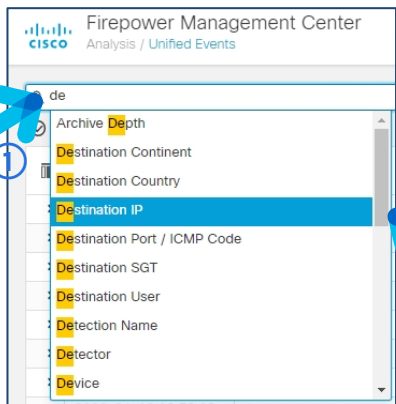 CISCO
Firepower Management Center
Analysis / Unified Events
de
1
Archive Depth
Destination Continent
Destination Country
Destination IP
Destination Port / ICMP Code
Destination SGT
Destination User
Detection Name
Detector
Device